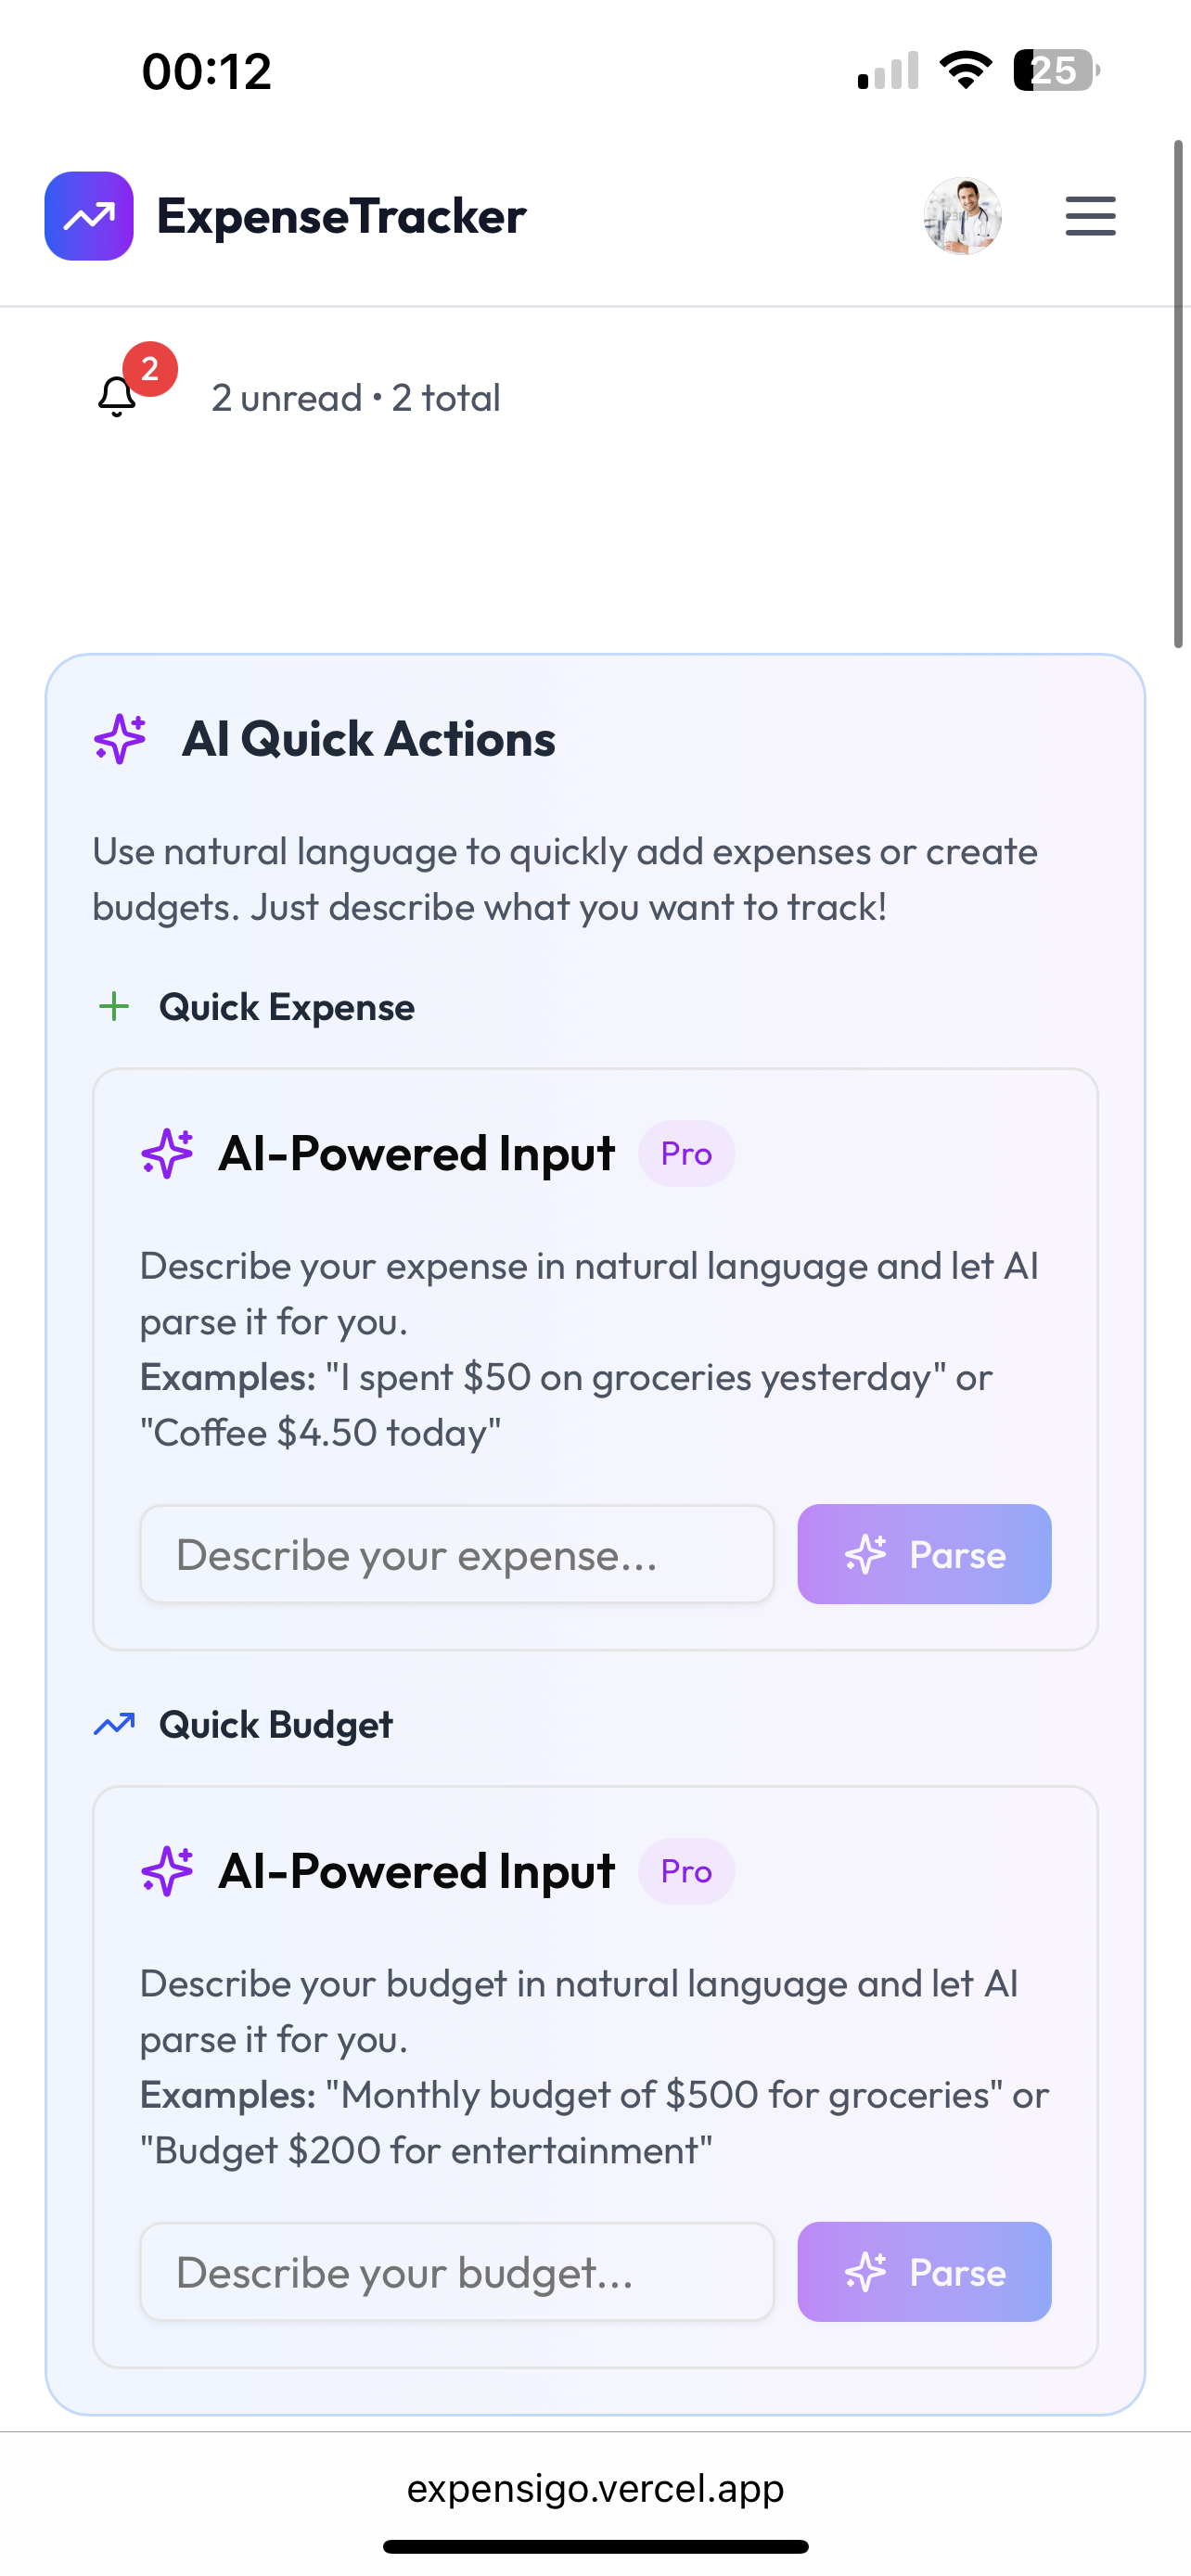 00:12
25
ExpenseTracker
2
2 unread • 2 total
AI Quick Actions
Use natural language to quickly add expenses or create
budgets. Just describe what you want to track!
Quick Expense
AI-Powered Input Pro
Describe your expense in natural language and let AI
parse it for you.
Examples: "I spent $50 on groceries yesterday" or
"Coffee $4.50 today"
Describe your expense...
Parse
Quick Budget
AI-Powered Input Pro
Describe your budget in natural language and let AI
parse it for you.
Examples: "Monthly budget of $500 for groceries" or
"Budget $200 for entertainment"
Describe your budget...
Parse
expensigo.vercel.app